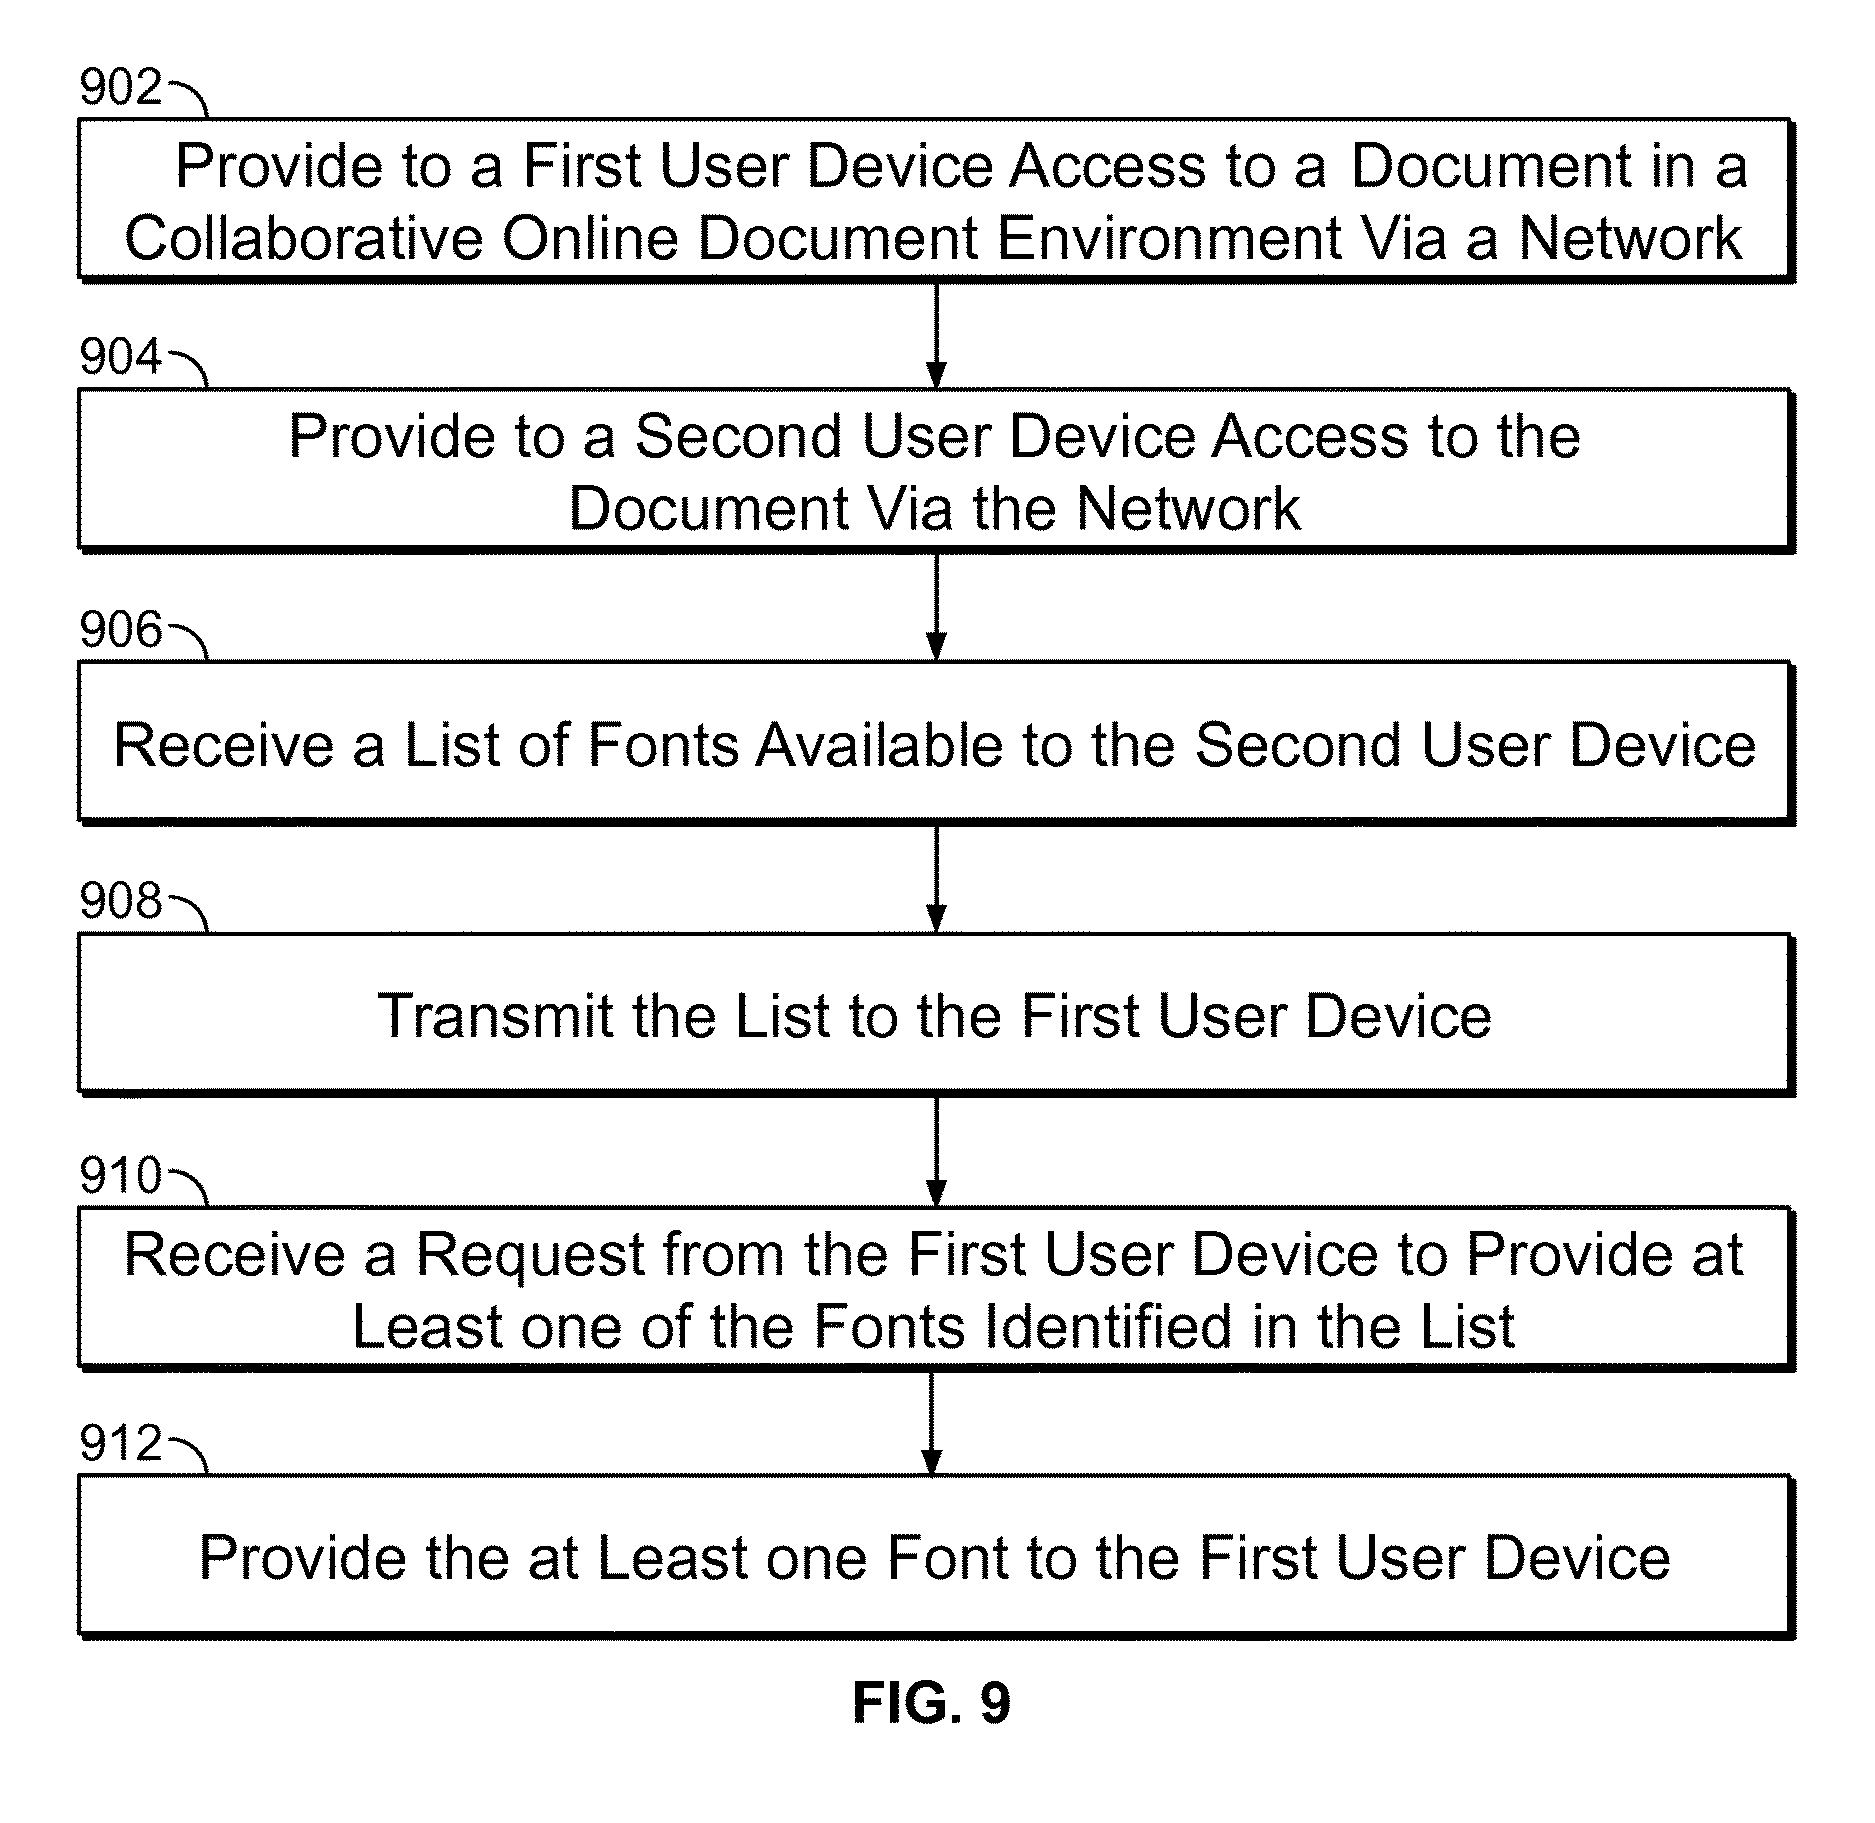 902
Provide to a First User Device Access to a Document in a
Collaborative Online Document Environment Via a Network
904
Provide to a Second User Device Access to the
Document Via the Network
906
Receive a List of Fonts Available to the Second User Device
908
Transmit the List to the First User Device
910
Receive a Request from the First User Device to Provide at
Least one of the Fonts Identified in the List
912
Provide the at Least one Font to the First User Device
FIG. 9